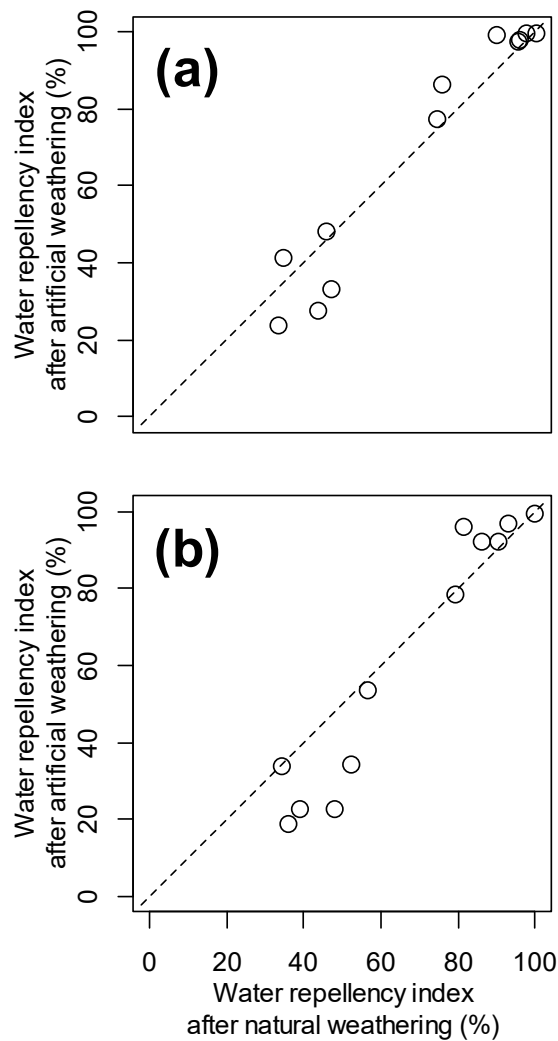 (a)
Water repellency index
after artificial weathering (%)
100
80
60
40
20
0
(b)
Water repellency index
after artificial weathering (%)
100
80
60
40
20
0
0 20 40 60 80 100
Water repellency index
after natural weathering (%)